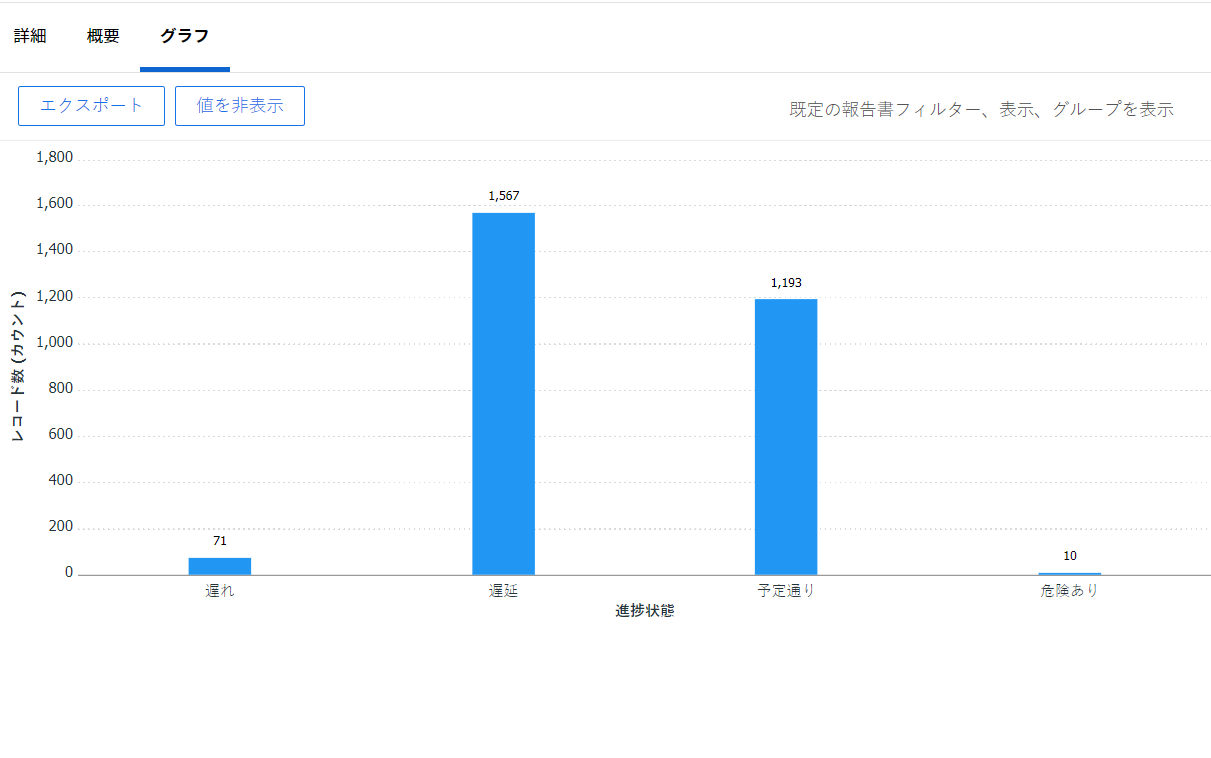 詳細 概要 グラフ
エクスポート 値を非表示 既定の報告書フィルター、表示、グループを表示
レコード数 (カウント)
1,800
1,600
1,400
1,200
1,000
800
600
400
200
0
71
1,567
1,193
10
遅れ 遅延 予定通り 危険あり
進捗状態